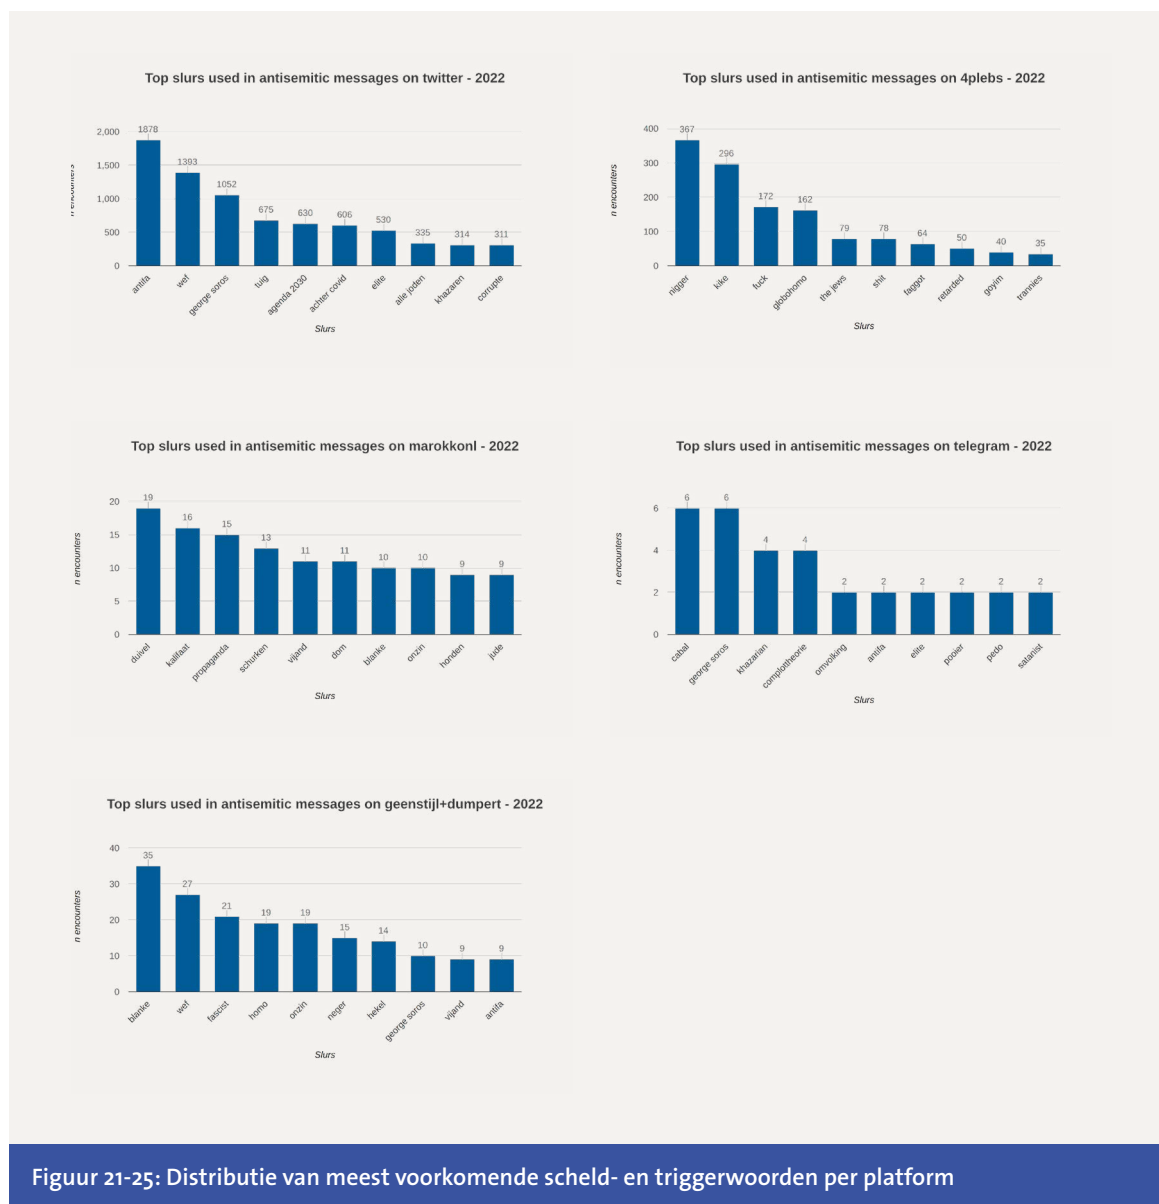 Top slurs used in antisemitic messages on twitter - 2022
n encounters
2,000
1,500
1,000
500
0
1878
1393
1052
675
630
606
530
335
314
311
antifa
wef
george soros
tuig
agenda 2030
achter covid
elite
alle joden
khazaren
corrupte
Slurs
Top slurs used in antisemitic messages on 4plebs - 2022
n encounters
400
300
200
100
0
367
296
172
162
79
78
64
50
40
35
nigger
kike
fuck
globohomo
the jews
shit
faggot
retarded
goyim
trannies
Slurs
Top slurs used in antisemitic messages on marokkonl - 2022
n encounters
20
15
10
5
0
19
16
15
13
11
11
10
10
9
9
duivel
kalifaat
propaganda
schurken
vijand
dom
blanke
onzin
honden
jude
Slurs
Top slurs used in antisemitic messages on telegram - 2022
n encounters
6
4
2
0
6
6
4
4
2
2
2
2
2
2
cabal
george soros
khazarian
complottheorie
omvolking
antifa
elite
pooier
pedo
satanist
Slurs
Top slurs used in antisemitic messages on geenstijl+dumpert - 2022
n encounters
40
30
20
10
0
35
27
21
19
19
15
14
10
9
9
blanke
wef
fascist
homo
onzin
neger
hekel
george soros
vijand
antifa
Slurs
Figuur 21-25: Distributie van meest voorkomende scheld- en triggerwoorden per platform